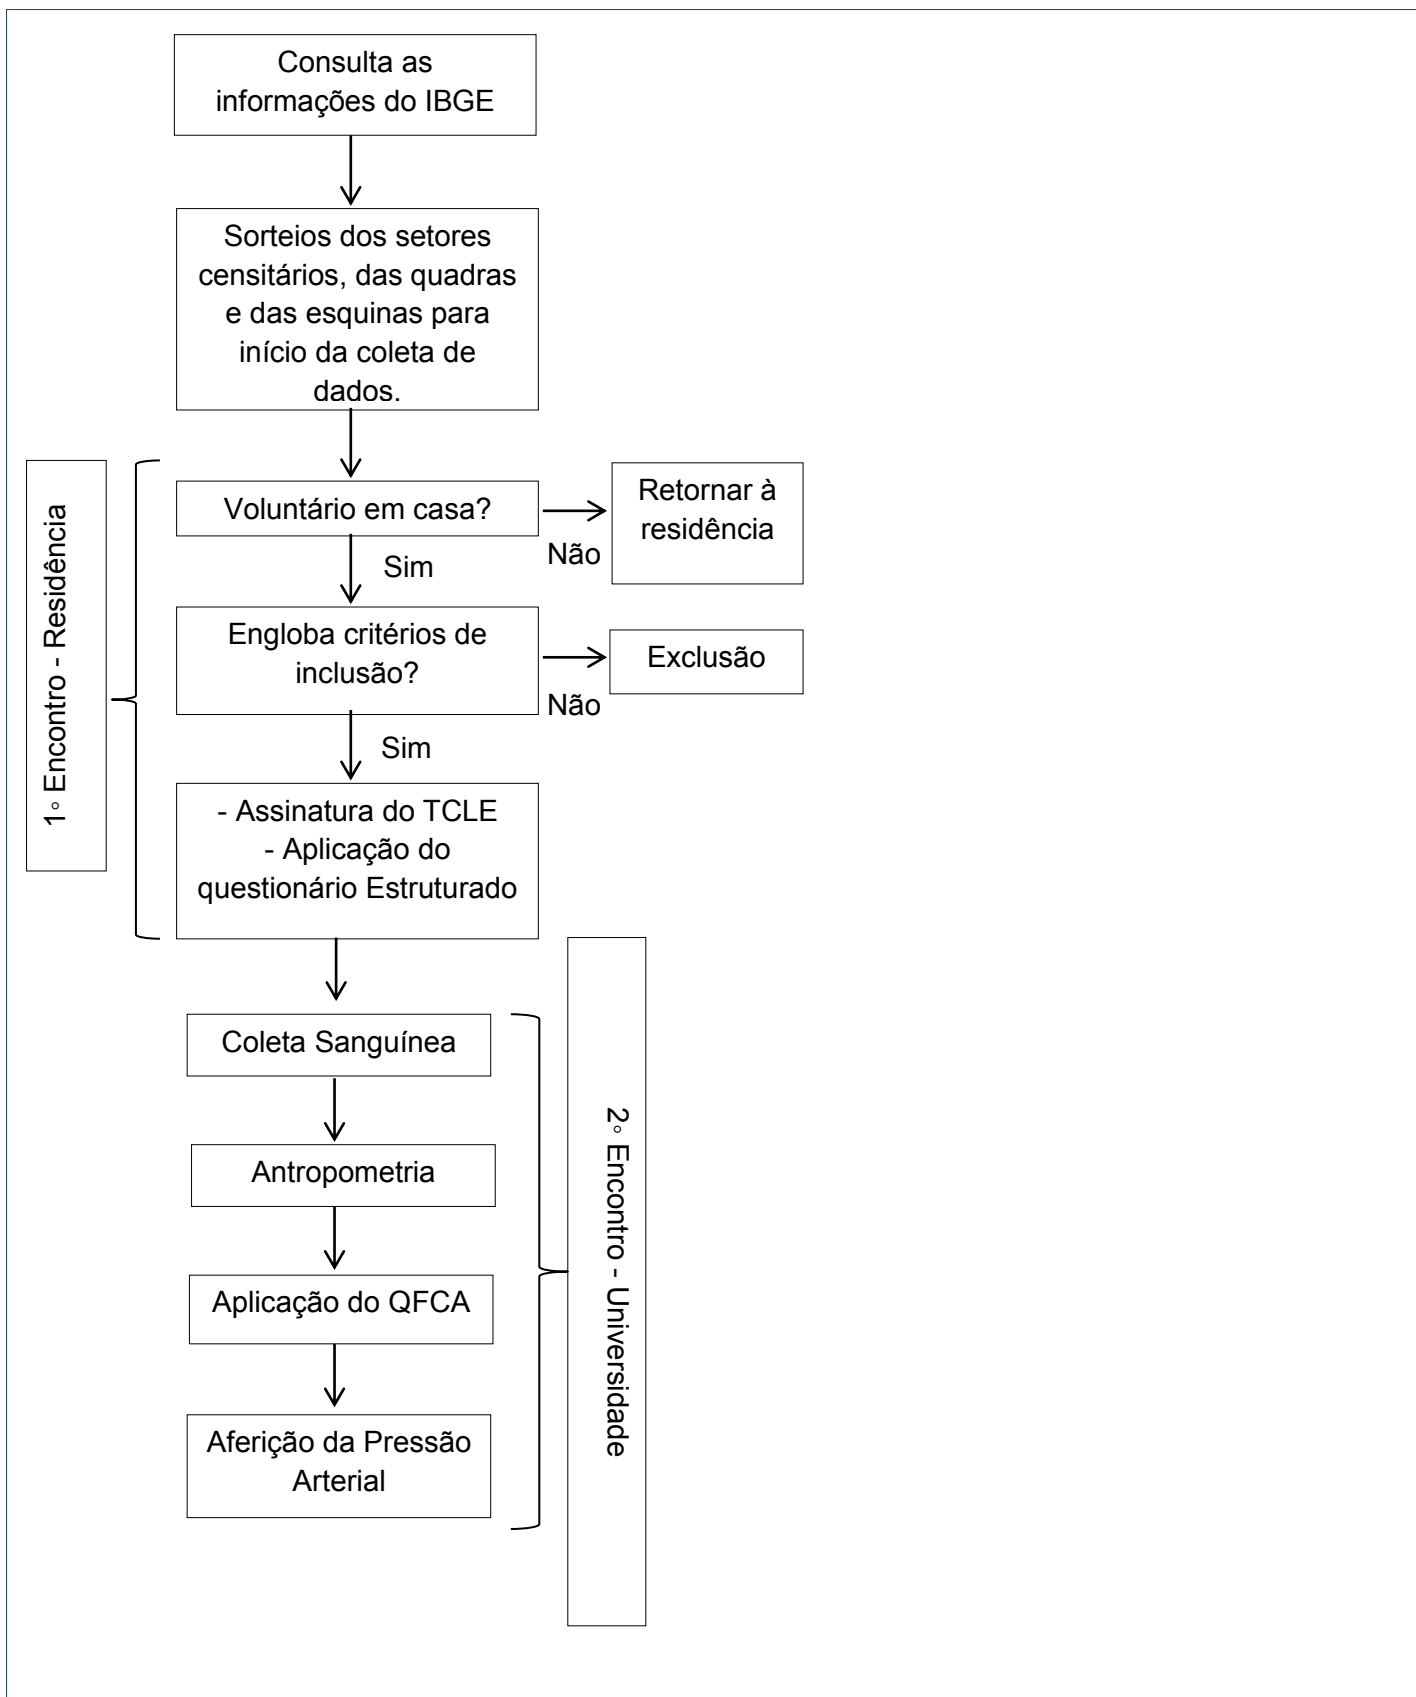 Consulta as
informações do IBGE
Sorteios dos setores
censitários, das quadras
e das esquinas para
início da coleta de
dados.
1° Encontro - Residência
Voluntário em casa?
Retornar à
residência
Não
Sim
Engloba critérios de
inclusão?
Exclusão
Não
Sim
- Assinatura do TCLE
- Aplicação do
questionário Estruturado
Coleta Sanguínea
Antropometria
Aplicação do QFCA
Aferição da Pressão
Arterial
2° Encontro - Universidade